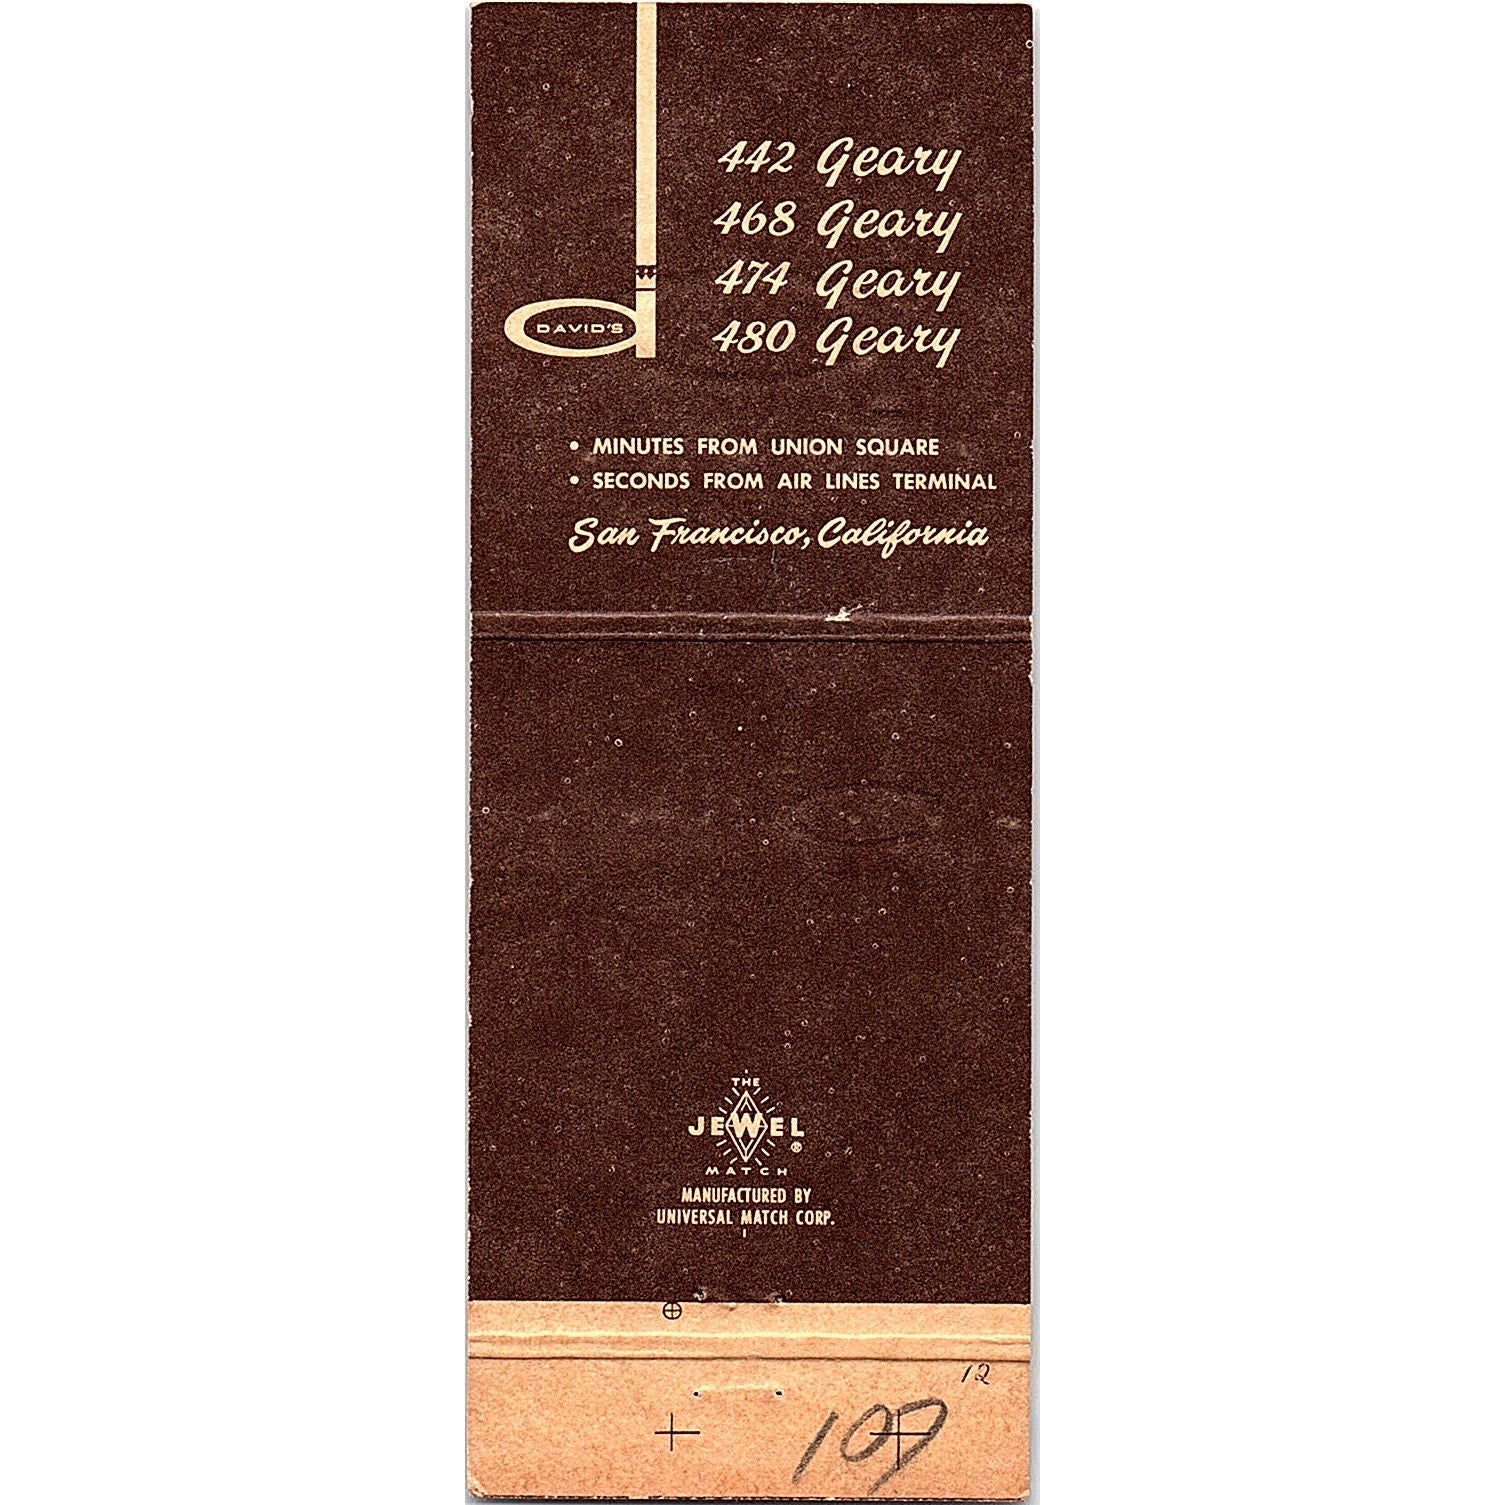 442 Geary
468 Geary
474 Geary
480 Geary
DAVID'S
• MINUTES FROM UNION SQUARE
• SECONDS FROM AIR LINES TERMINAL
San Francisco, California
THE
JEWEL
®
MATCH
MANUFACTURED BY
UNIVERSAL MATCH CORP.
12
107